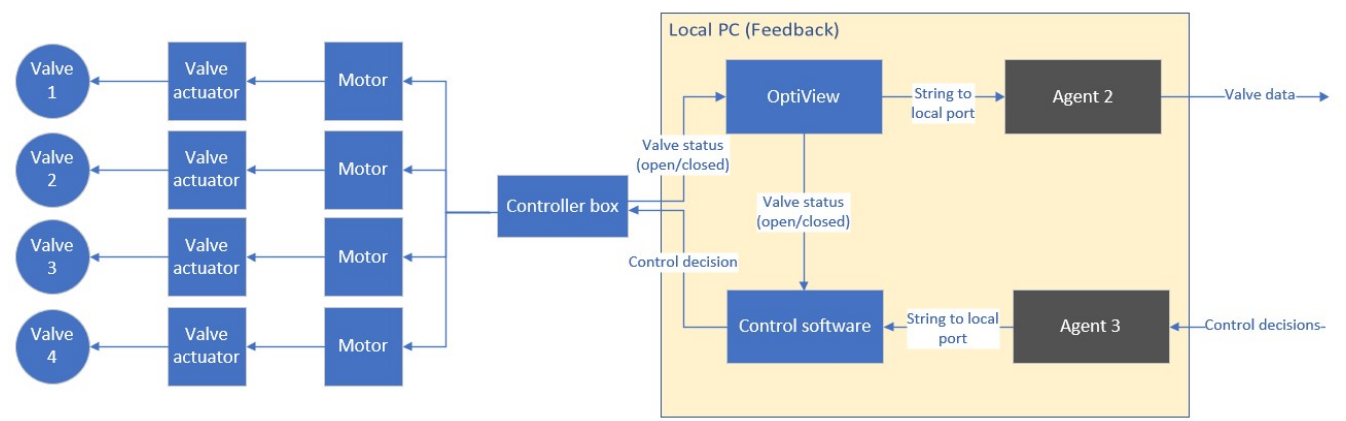 Local PC (Feedback)
Valve
1
Valve
actuator
Motor
OptiView
String to
local port
Agent 2
Valve data
Valve
2
Valve
actuator
Motor
Valve status
(open/closed)
Controller box
Valve status
(open/closed)
Valve
3
Valve
actuator
Motor
Control decision
Valve
4
Valve
actuator
Motor
Control software
String to local
port
Agent 3
Control decisions